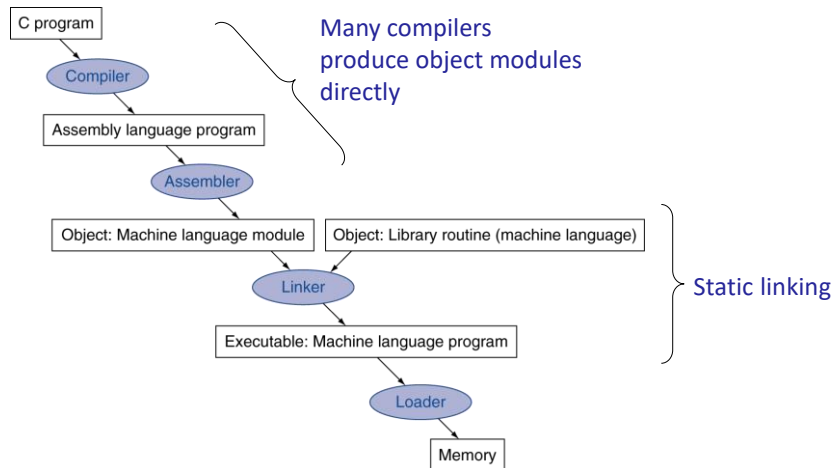 C program
Many compilers
produce object modules
directly
Compiler
Assembly language program
Assembler
Object: Machine language module
Object: Library routine (machine language)
Linker
Static linking
Executable: Machine language program
Loader
Memory